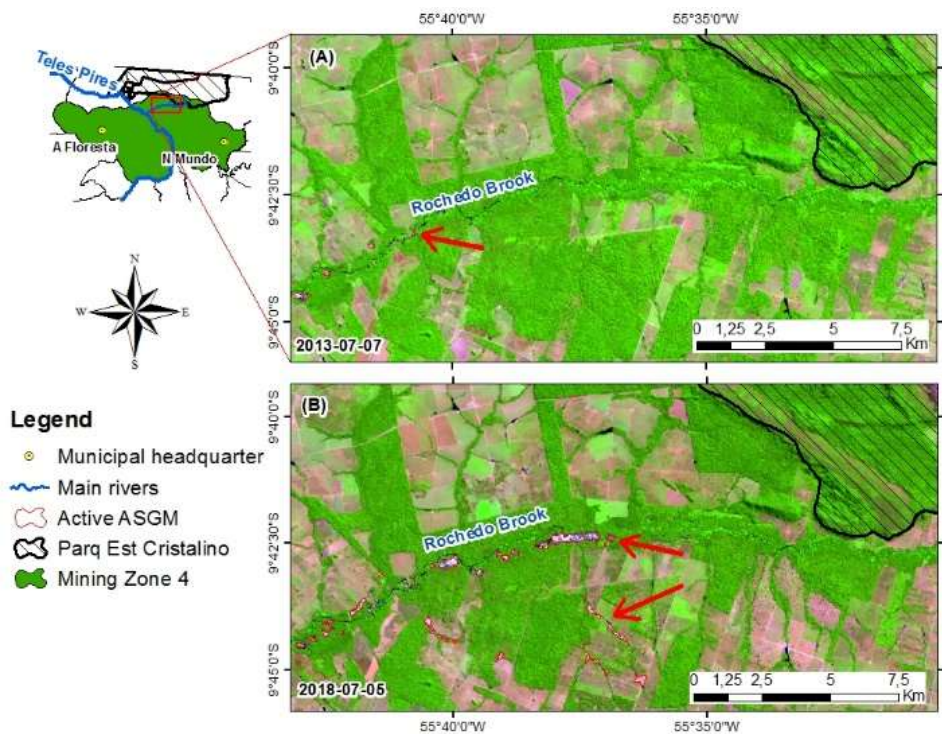 55°40'0"W 55°35'0"W
Teles Pires
A Floresta
N Mundo
N
W E
S
Legend
Municipal headquarter
Main rivers
Active ASGM
Parq Est Cristalino
Mining Zone 4
(A)
9°40'0"S
9°42'30"S
9°45'0"S
Rochedo Brook
2013-07-07
0 1,25 2,5 5 7,5
Km
(B)
9°40'0"S
9°42'30"S
9°45'0"S
Rochedo Brook
2018-07-05
0 1,25 2,5 5 7,5
Km
55°40'0"W 55°35'0"W